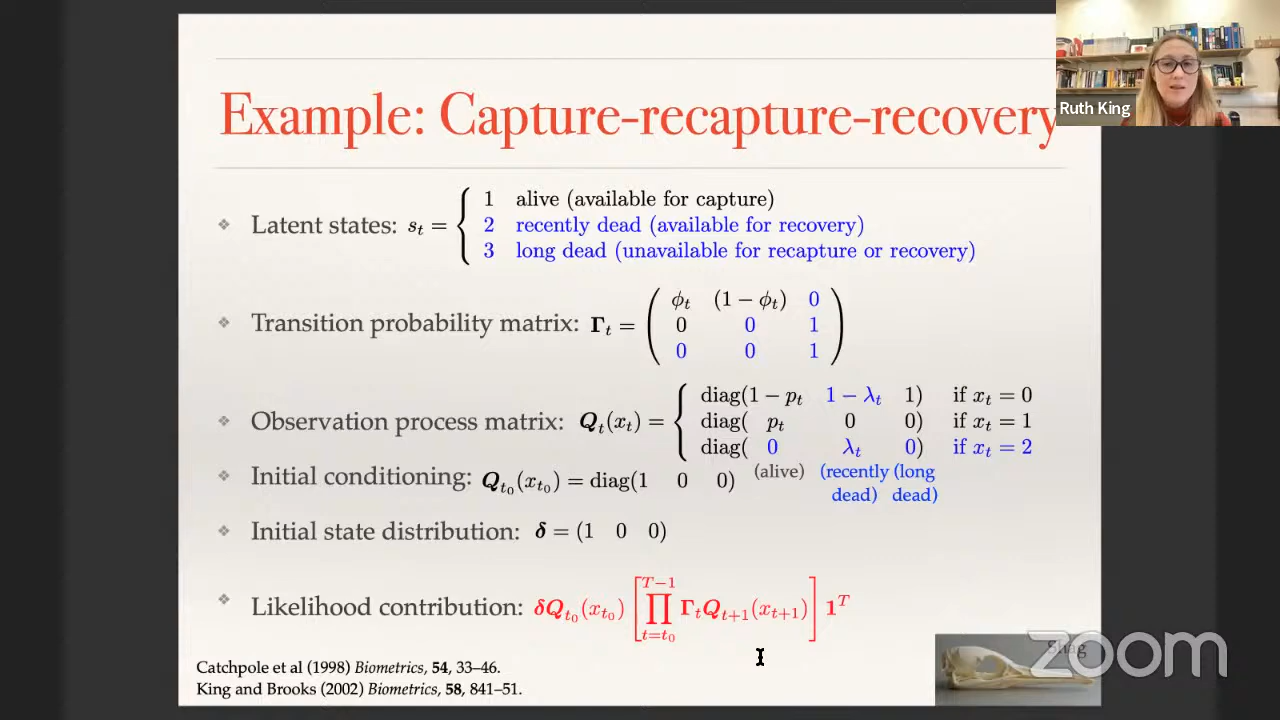 Example: Capture-recapture-recovery
Ruth King
❖ Latent states: sₜ = { 1 alive (available for capture)
2 recently dead (available for recovery)
3 long dead (unavailable for recapture or recovery)
❖ Transition probability matrix: Γₜ = ( ϕₜ (1 − ϕₜ) 0
0 0 1
0 0 1 )
❖ Observation process matrix: Qₜ(xₜ) = { diag(1 − pₜ 1 − λₜ 1) if xₜ = 0
diag( pₜ 0 0) if xₜ = 1
diag( 0 λₜ 0) if xₜ = 2
(alive) (recently dead) (long dead)
❖ Initial conditioning: Q_{t₀}(x_{t₀}) = diag(1 0 0)
❖ Initial state distribution: δ = (1 0 0)
❖ Likelihood contribution: δQ_{t₀}(x_{t₀}) [∏_{t=t₀}^{T−1} ΓₜQ_{t+1}(x_{t+1})] 1ᵀ
Catchpole et al (1998) Biometrics, 54, 33–46.
King and Brooks (2002) Biometrics, 58, 841–51.
Shag
zoom